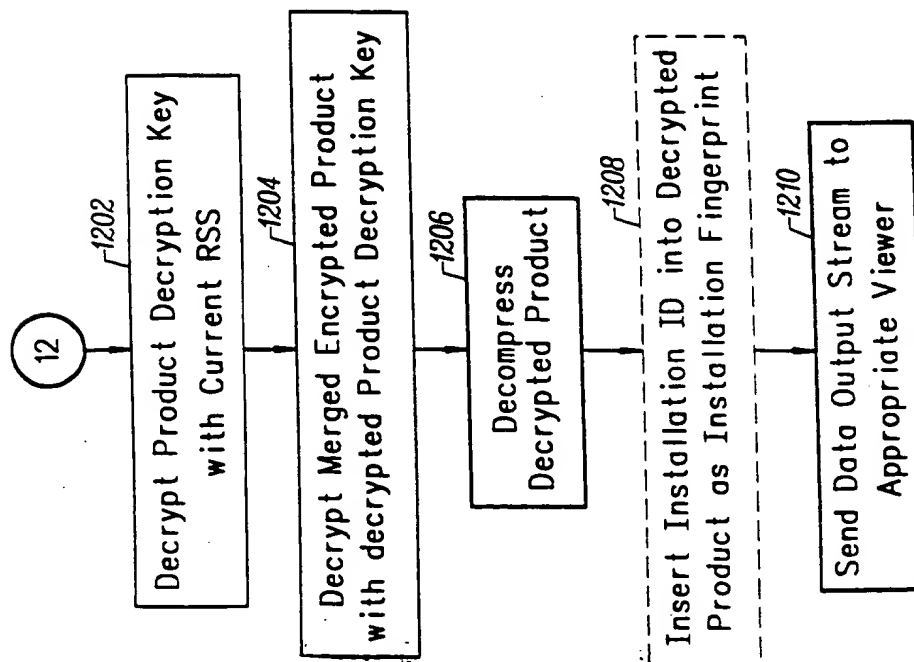 12
1202
Decrypt Product Decryption Key
with Current RSS
1204
Decrypt Merged Encrypted Product
with decrypted Product Decryption Key
1206
Decompress
Decrypted Product
1208
Insert Installation ID into Decrypted
Product as Installation Fingerprint
1210
Send Data Output Stream to
Appropriate Viewer